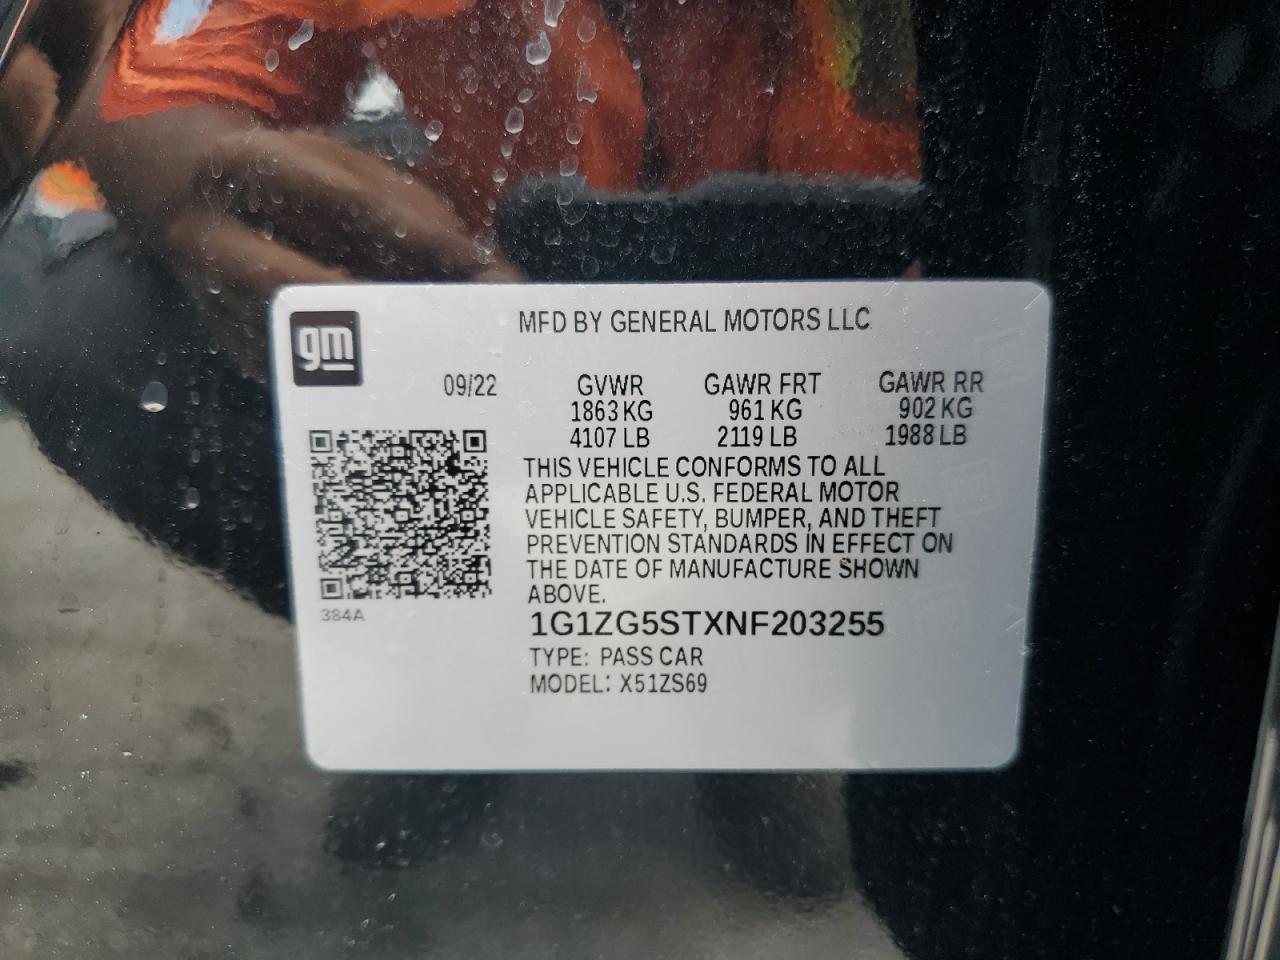 gm
MFD BY GENERAL MOTORS LLC
09/22 GVWR GAWR FRT GAWR RR
1863 KG 961 KG 902 KG
4107 LB 2119 LB 1988 LB
THIS VEHICLE CONFORMS TO ALL
APPLICABLE U.S. FEDERAL MOTOR
VEHICLE SAFETY, BUMPER, AND THEFT
PREVENTION STANDARDS IN EFFECT ON
THE DATE OF MANUFACTURE SHOWN
ABOVE.
384A
1G1ZG5STXNF203255
TYPE: PASS CAR
MODEL: X51ZS69